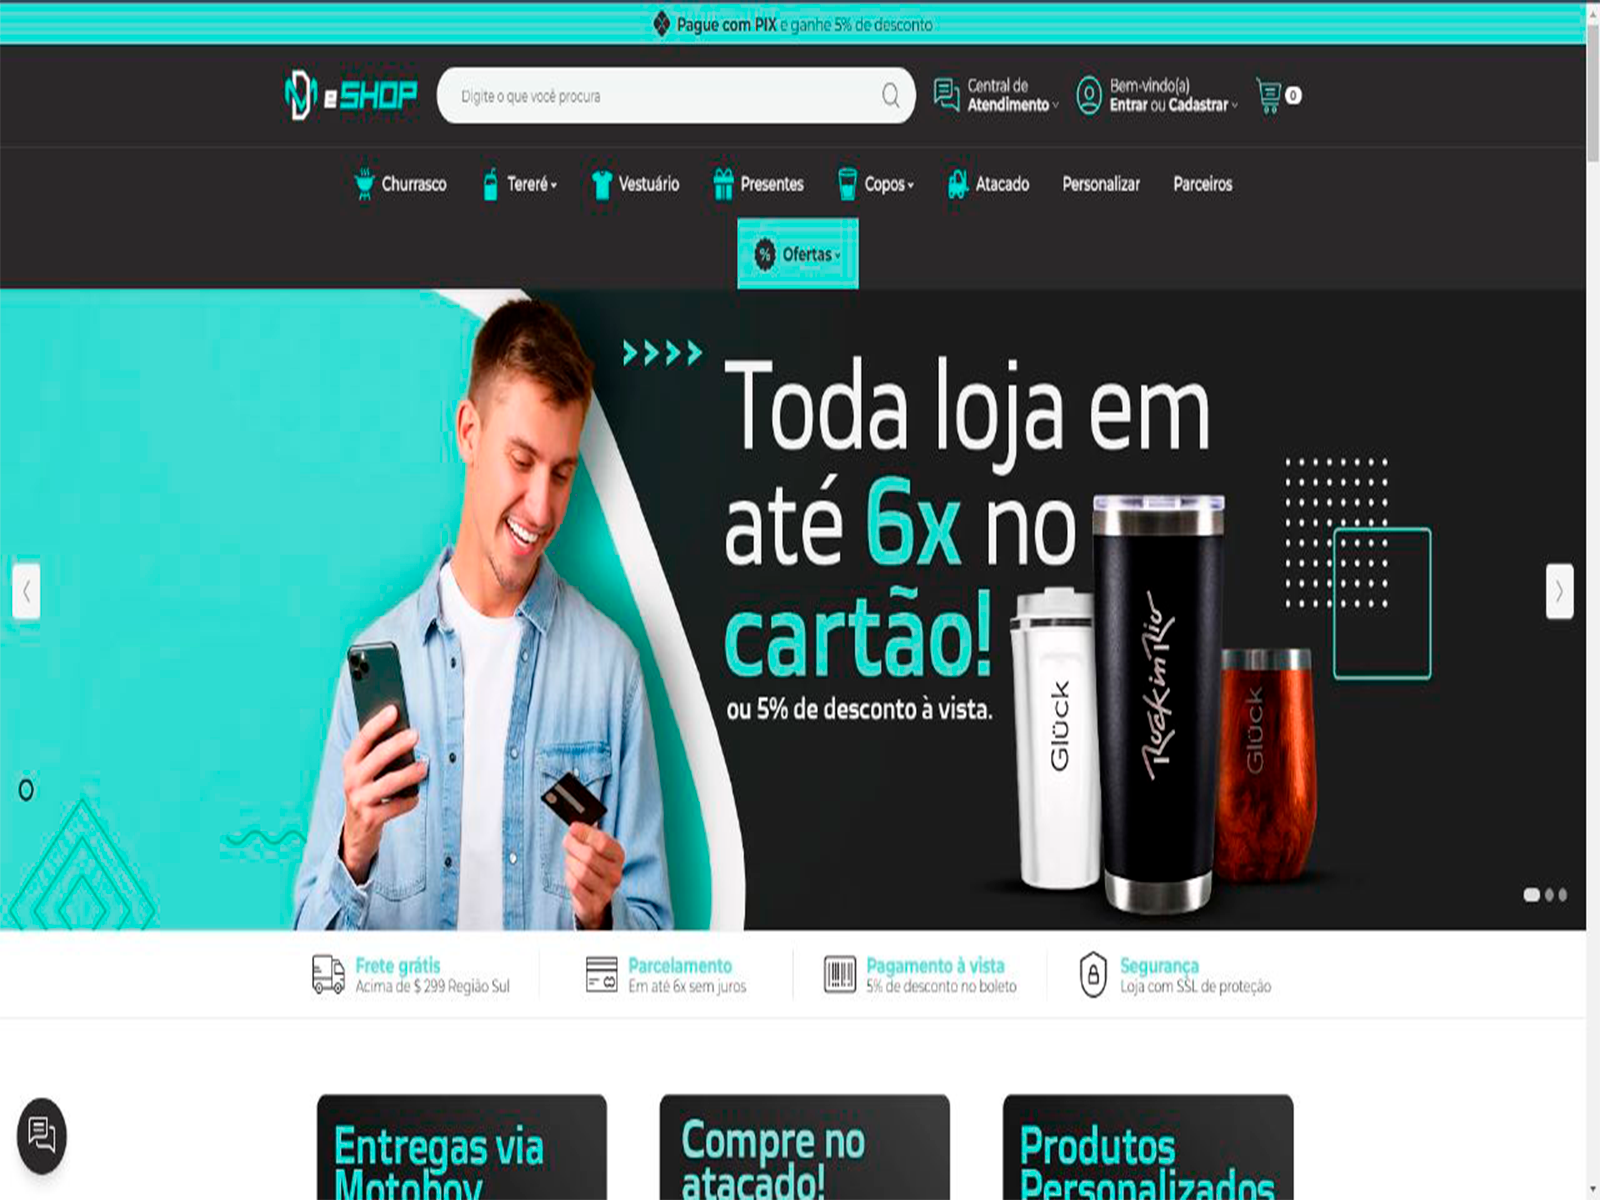 Pague com PIX e ganhe 5% de desconto
e SHOP
Digite o que você procura
Central de
Atendimento
Bem-vindo(a)
Entrar ou Cadastrar
0
Churrasco
Tereré
Vestuário
Presentes
Copos
Atacado
Personalizar
Parceiros
% Ofertas
Toda loja em
até 6x no
cartão!
ou 5% de desconto à vista.
Glück
Glück
Frete grátis
Acima de $ 299 Região Sul
Parcelamento
Em até 6x sem juros
Pagamento à vista
5% de desconto no boleto
Segurança
Loja com SSL de proteção
Entregas via
Motoboy
Compre no
atacado!
Produtos
Personalizados